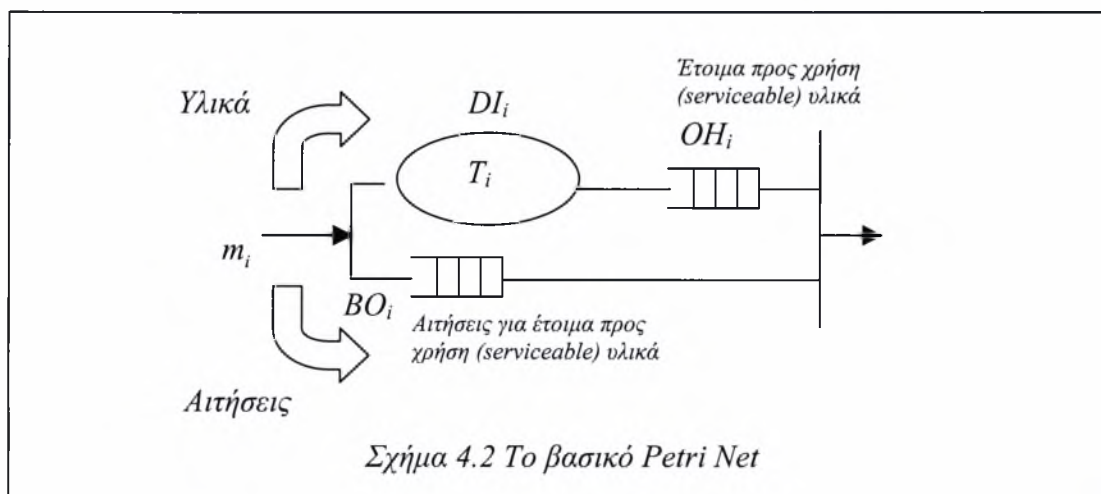 Υλικά
DI_i
Έτοιμα προς χρήση
(serviceable) υλικά
OH_i
T_i
m_i
BO_i
Αιτήσεις για έτοιμα προς
χρήση (serviceable) υλικά
Αιτήσεις
Σχήμα 4.2 Το βασικό Petri Net